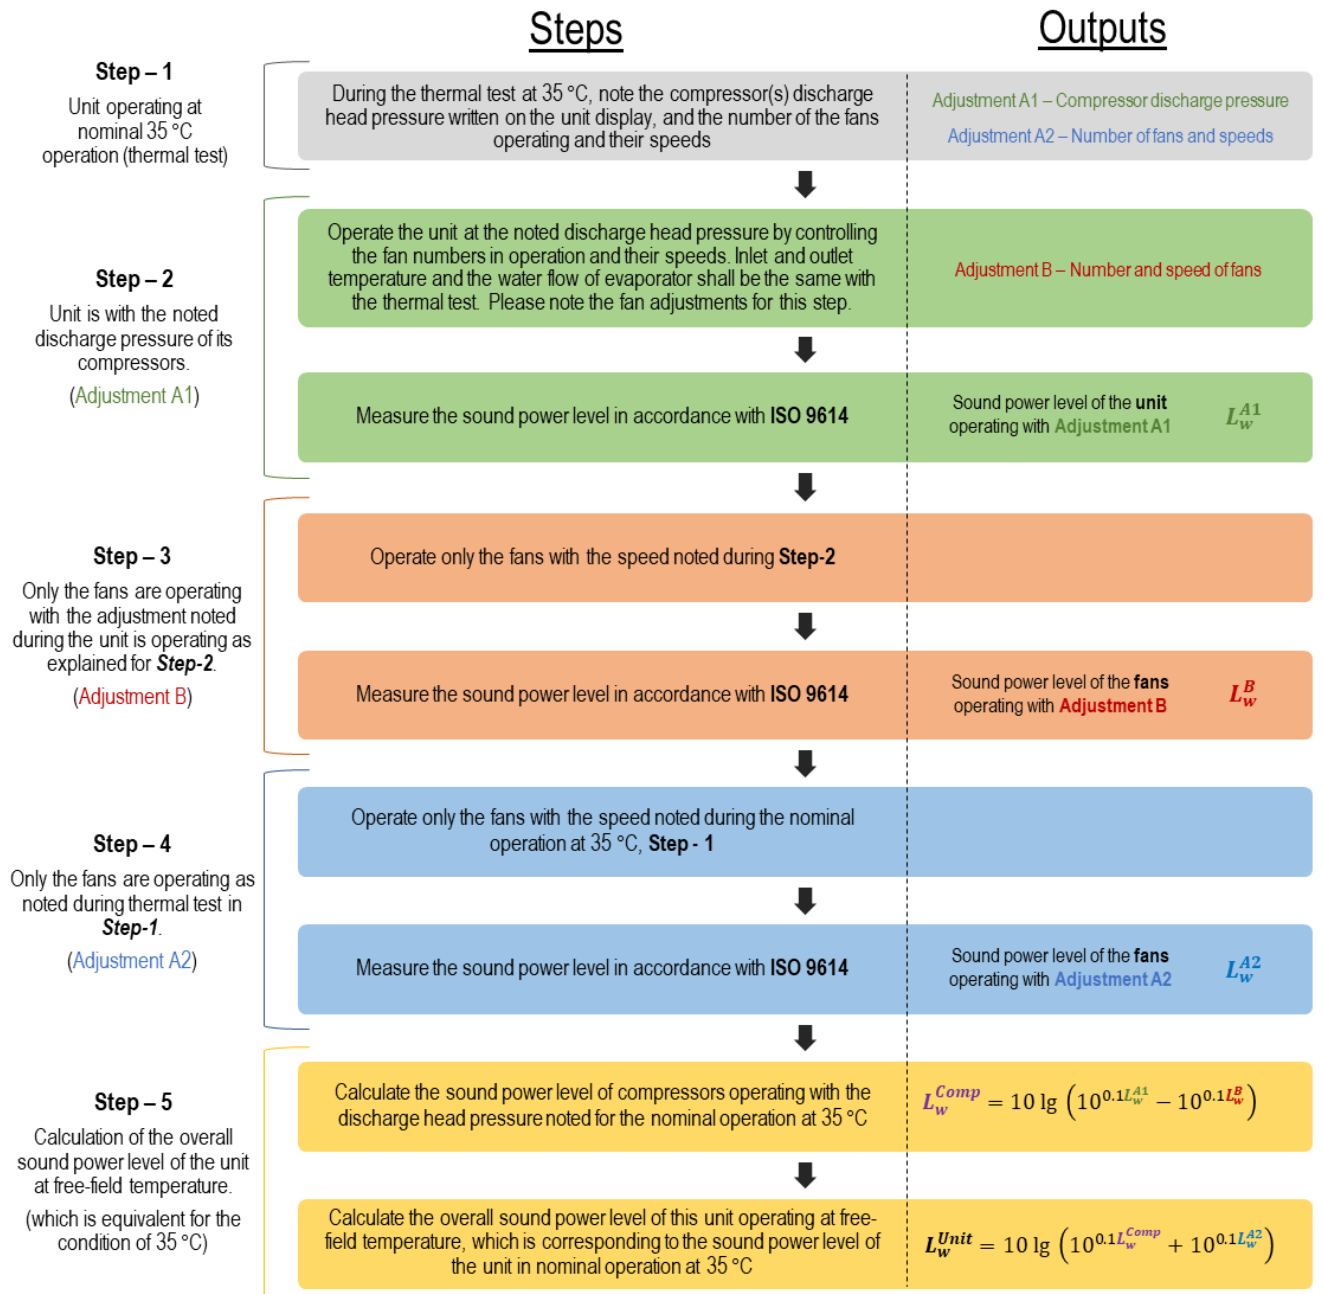 Steps
Outputs
Step – 1
Unit operating at
nominal 35 °C
operation (thermal test)
During the thermal test at 35 °C, note the compressor(s) discharge
head pressure written on the unit display, and the number of the fans
operating and their speeds
Adjustment A1 – Compressor discharge pressure
Adjustment A2 – Number of fans and speeds
Step – 2
Unit is with the noted
discharge pressure of its
compressors.
(Adjustment A1)
Operate the unit at the noted discharge head pressure by controlling
the fan numbers in operation and their speeds. Inlet and outlet
temperature and the water flow of evaporator shall be the same with
the thermal test. Please note the fan adjustments for this step.
Adjustment B – Number and speed of fans
Measure the sound power level in accordance with ISO 9614
Sound power level of the unit
operating with Adjustment A1
L_w^{A1}
Step – 3
Only the fans are operating
with the adjustment noted
during the unit is operating as
explained for Step-2.
(Adjustment B)
Operate only the fans with the speed noted during Step-2
Measure the sound power level in accordance with ISO 9614
Sound power level of the fans
operating with Adjustment B
L_w^{B}
Step – 4
Only the fans are operating as
noted during thermal test in
Step-1.
(Adjustment A2)
Operate only the fans with the speed noted during the nominal
operation at 35 °C, Step - 1
Measure the sound power level in accordance with ISO 9614
Sound power level of the fans
operating with Adjustment A2
L_w^{A2}
Step – 5
Calculation of the overall
sound power level of the unit
at free-field temperature.
(which is equivalent for the
condition of 35 °C)
Calculate the sound power level of compressors operating with the
discharge head pressure noted for the nominal operation at 35 °C
L_w^{Comp} = 10 lg (10^{0.1L_w^{A1}} − 10^{0.1L_w^{B}})
Calculate the overall sound power level of this unit operating at free-
field temperature, which is corresponding to the sound power level of
the unit in nominal operation at 35 °C
L_w^{Unit} = 10 lg (10^{0.1L_w^{Comp}} + 10^{0.1L_w^{A2}})